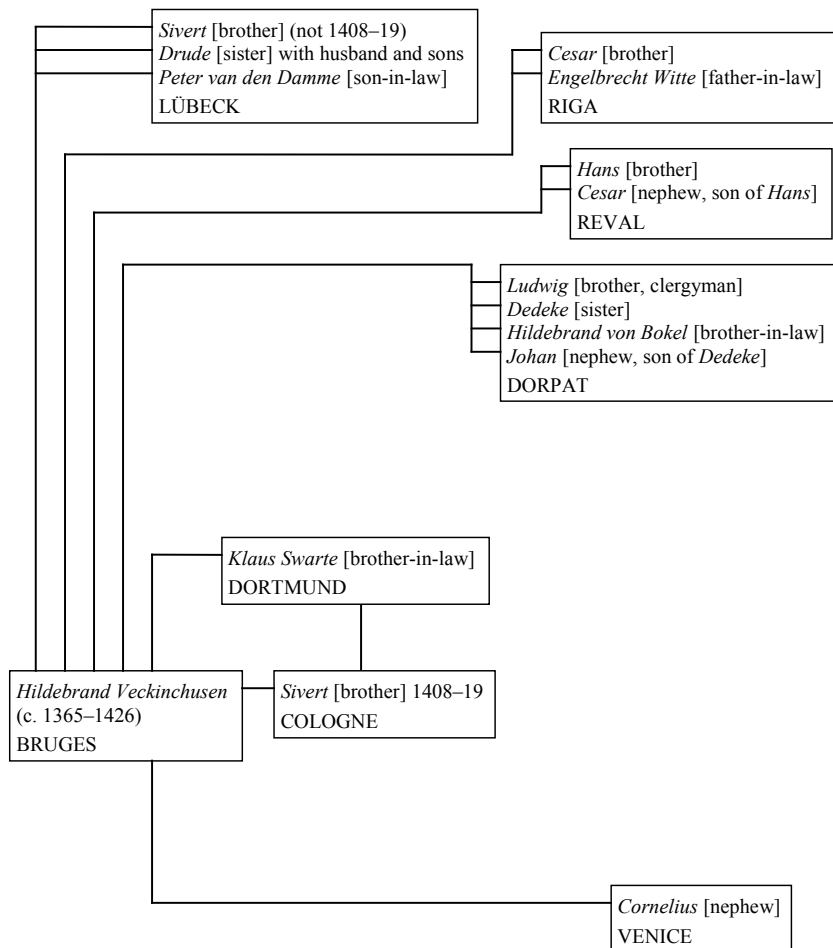 Sivert [brother] (not 1408–19)
Drude [sister] with husband and sons
Peter van den Damme [son-in-law]
LÜBECK
Cesar [brother]
Engelbrecht Witte [father-in-law]
RIGA
Hans [brother]
Cesar [nephew, son of Hans]
REVAL
Ludwig [brother, clergyman]
Dedeke [sister]
Hildebrand von Bokel [brother-in-law]
Johan [nephew, son of Dedeke]
DORPAT
Klaus Swarte [brother-in-law]
DORTMUND
Hildebrand Veckinchusen
(c. 1365–1426)
BRUGES
Sivert [brother] 1408–19
COLOGNE
Cornelius [nephew]
VENICE